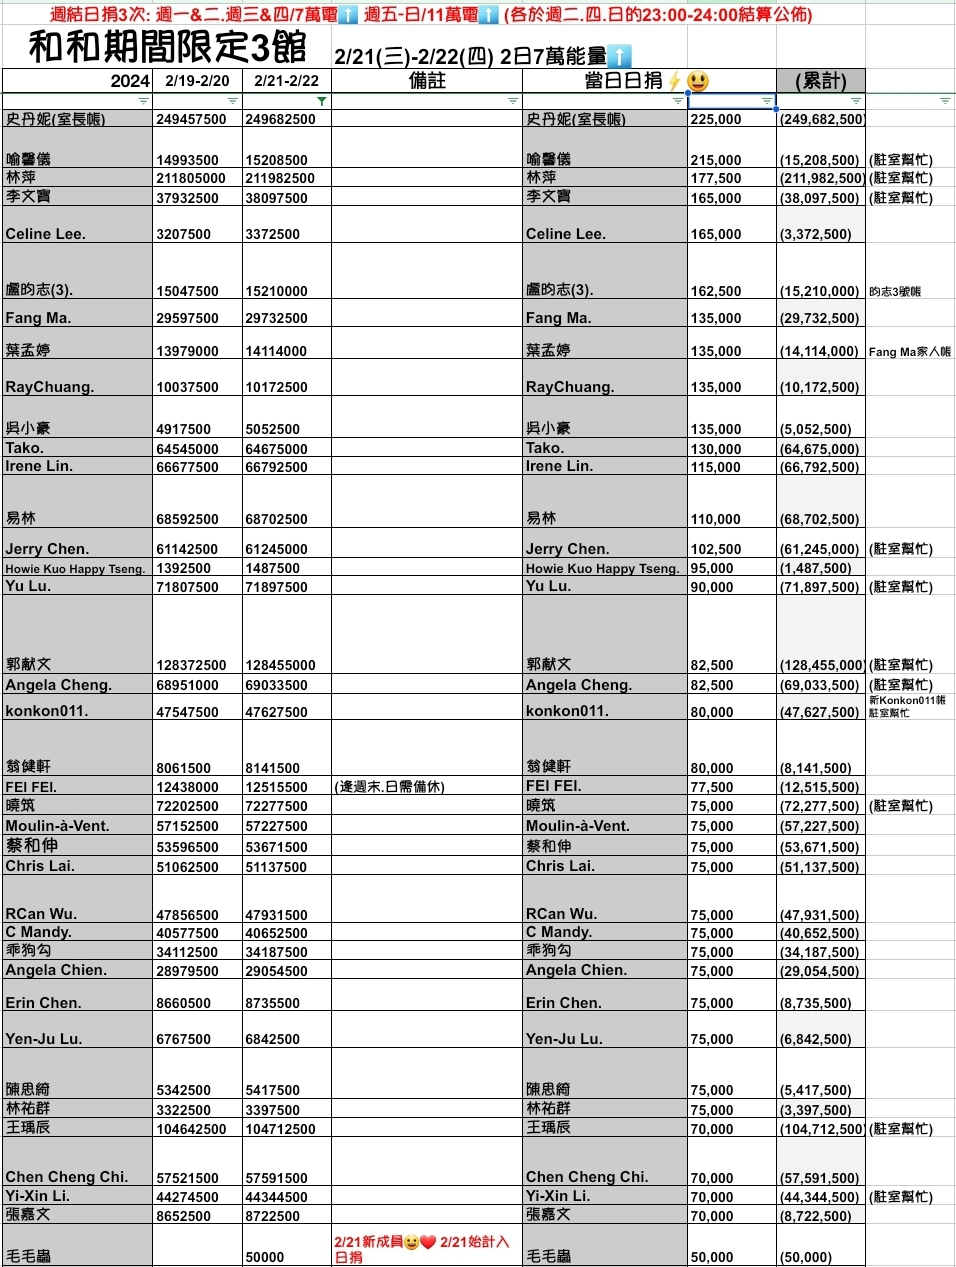 週結日捐3次: 週一&二.週三&四/7萬電⬆️ 週五-日/11萬電⬆️ (各於週二.四.日的23:00-24:00結算公佈)
和和期間限定3館 2/21(三)-2/22(四) 2日7萬能量⬆️
2024 2/19-2/20 2/21-2/22 備註 當日日捐⚡😃 (累計)
史丹妮(室長帳) 249457500 249682500 史丹妮(室長帳) 225,000 (249,682,500)
喻馨儀 14993500 15208500 喻馨儀 215,000 (15,208,500) (駐室幫忙)
林萍 211805000 211982500 林萍 177,500 (211,982,500) (駐室幫忙)
李文寶 37932500 38097500 李文寶 165,000 (38,097,500) (駐室幫忙)
Celine Lee. 3207500 3372500 Celine Lee. 165,000 (3,372,500)
盧昀志(3). 15047500 15210000 盧昀志(3). 162,500 (15,210,000) 昀志3號帳
Fang Ma. 29597500 29732500 Fang Ma. 135,000 (29,732,500)
葉孟婷 13979000 14114000 葉孟婷 135,000 (14,114,000) Fang Ma家人帳
RayChuang. 10037500 10172500 RayChuang. 135,000 (10,172,500)
吳小豪 4917500 5052500 吳小豪 135,000 (5,052,500)
Tako. 64545000 64675000 Tako. 130,000 (64,675,000)
Irene Lin. 66677500 66792500 Irene Lin. 115,000 (66,792,500)
易林 68592500 68702500 易林 110,000 (68,702,500)
Jerry Chen. 61142500 61245000 Jerry Chen. 102,500 (61,245,000) (駐室幫忙)
Howie Kuo Happy Tseng. 1392500 1487500 Howie Kuo Happy Tseng. 95,000 (1,487,500)
Yu Lu. 71807500 71897500 Yu Lu. 90,000 (71,897,500) (駐室幫忙)
郭献文 128372500 128455000 郭献文 82,500 (128,455,000) (駐室幫忙)
Angela Cheng. 68951000 69033500 Angela Cheng. 82,500 (69,033,500) (駐室幫忙)
konkon011. 47547500 47627500 konkon011. 80,000 (47,627,500) 新Konkon011帳
駐室幫忙
翁健軒 8061500 8141500 翁健軒 80,000 (8,141,500)
FEI FEI. 12438000 12515500 (逢週末.日需備休) FEI FEI. 77,500 (12,515,500)
曉筑 72202500 72277500 曉筑 75,000 (72,277,500) (駐室幫忙)
Moulin-à-Vent. 57152500 57227500 Moulin-à-Vent. 75,000 (57,227,500)
蔡和伸 53596500 53671500 蔡和伸 75,000 (53,671,500)
Chris Lai. 51062500 51137500 Chris Lai. 75,000 (51,137,500)
RCan Wu. 47856500 47931500 RCan Wu. 75,000 (47,931,500)
C Mandy. 40577500 40652500 C Mandy. 75,000 (40,652,500)
乖狗勾 34112500 34187500 乖狗勾 75,000 (34,187,500)
Angela Chien. 28979500 29054500 Angela Chien. 75,000 (29,054,500)
Erin Chen. 8660500 8735500 Erin Chen. 75,000 (8,735,500)
Yen-Ju Lu. 6767500 6842500 Yen-Ju Lu. 75,000 (6,842,500)
陳思綺 5342500 5417500 陳思綺 75,000 (5,417,500)
林祐群 3322500 3397500 林祐群 75,000 (3,397,500)
王瑀辰 104642500 104712500 王瑀辰 70,000 (104,712,500) (駐室幫忙)
Chen Cheng Chi. 57521500 57591500 Chen Cheng Chi. 70,000 (57,591,500)
Yi-Xin Li. 44274500 44344500 Yi-Xin Li. 70,000 (44,344,500) (駐室幫忙)
張嘉文 8652500 8722500 張嘉文 70,000 (8,722,500)
毛毛蟲 50000 2/21新成員😀❤️ 2/21始計入 毛毛蟲 50,000 (50,000)
日捐